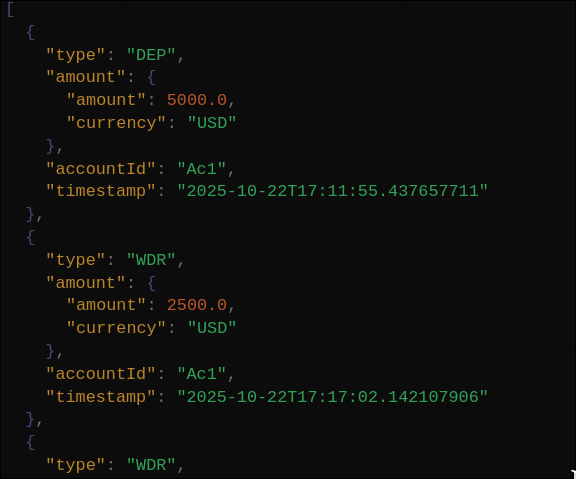 [
  {
    "type": "DEP",
    "amount": {
      "amount": 5000.0,
      "currency": "USD"
    },
    "accountId": "Ac1",
    "timestamp": "2025-10-22T17:11:55.437657711"
  },
  {
    "type": "WDR",
    "amount": {
      "amount": 2500.0,
      "currency": "USD"
    },
    "accountId": "Ac1",
    "timestamp": "2025-10-22T17:17:02.142107906"
  },
  {
    "type": "WDR",